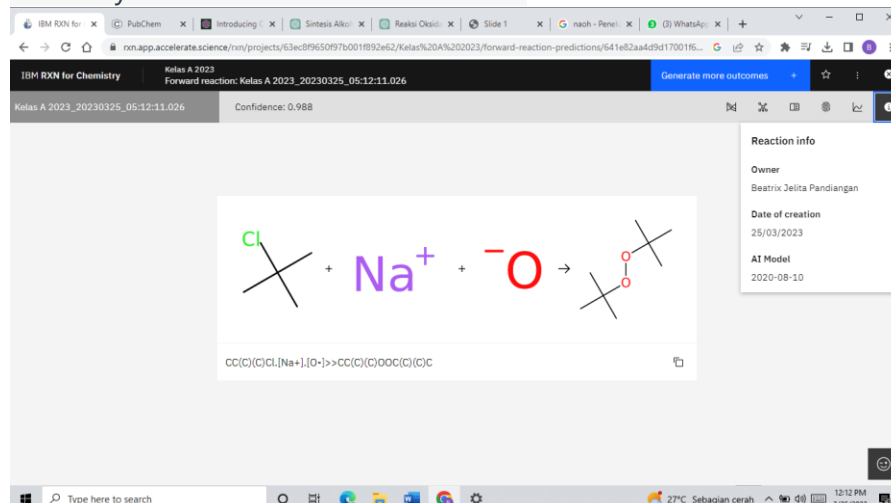 IBM RXN for
PubChem
Introducing
Sintesis Alkoh
Reaksi Oksida
Slide 1
naoh - Penel
(3) WhatsApp
rxn.app.accelerate.science/rxn/projects/63ec8f9650f97b001f892e62/Kelas%20A%202023/forward-reaction-predictions/641e82aa4d9d17001f6...
IBM RXN for Chemistry
Kelas A 2023
Forward reaction: Kelas A 2023_20230325_05:12:11.026
Generate more outcomes +
Kelas A 2023_20230325_05:12:11.026
Confidence: 0.988
Reaction info
Owner
Beatrix Jelita Pandiangan
Date of creation
25/03/2023
AI Model
2020-08-10
Cl
+ Na+ + −O →
O
O
CC(C)(C)Cl.[Na+].[O-]>>CC(C)(C)OOC(C)(C)C
Type here to search
27°C Sebagian cerah
12:12 PM